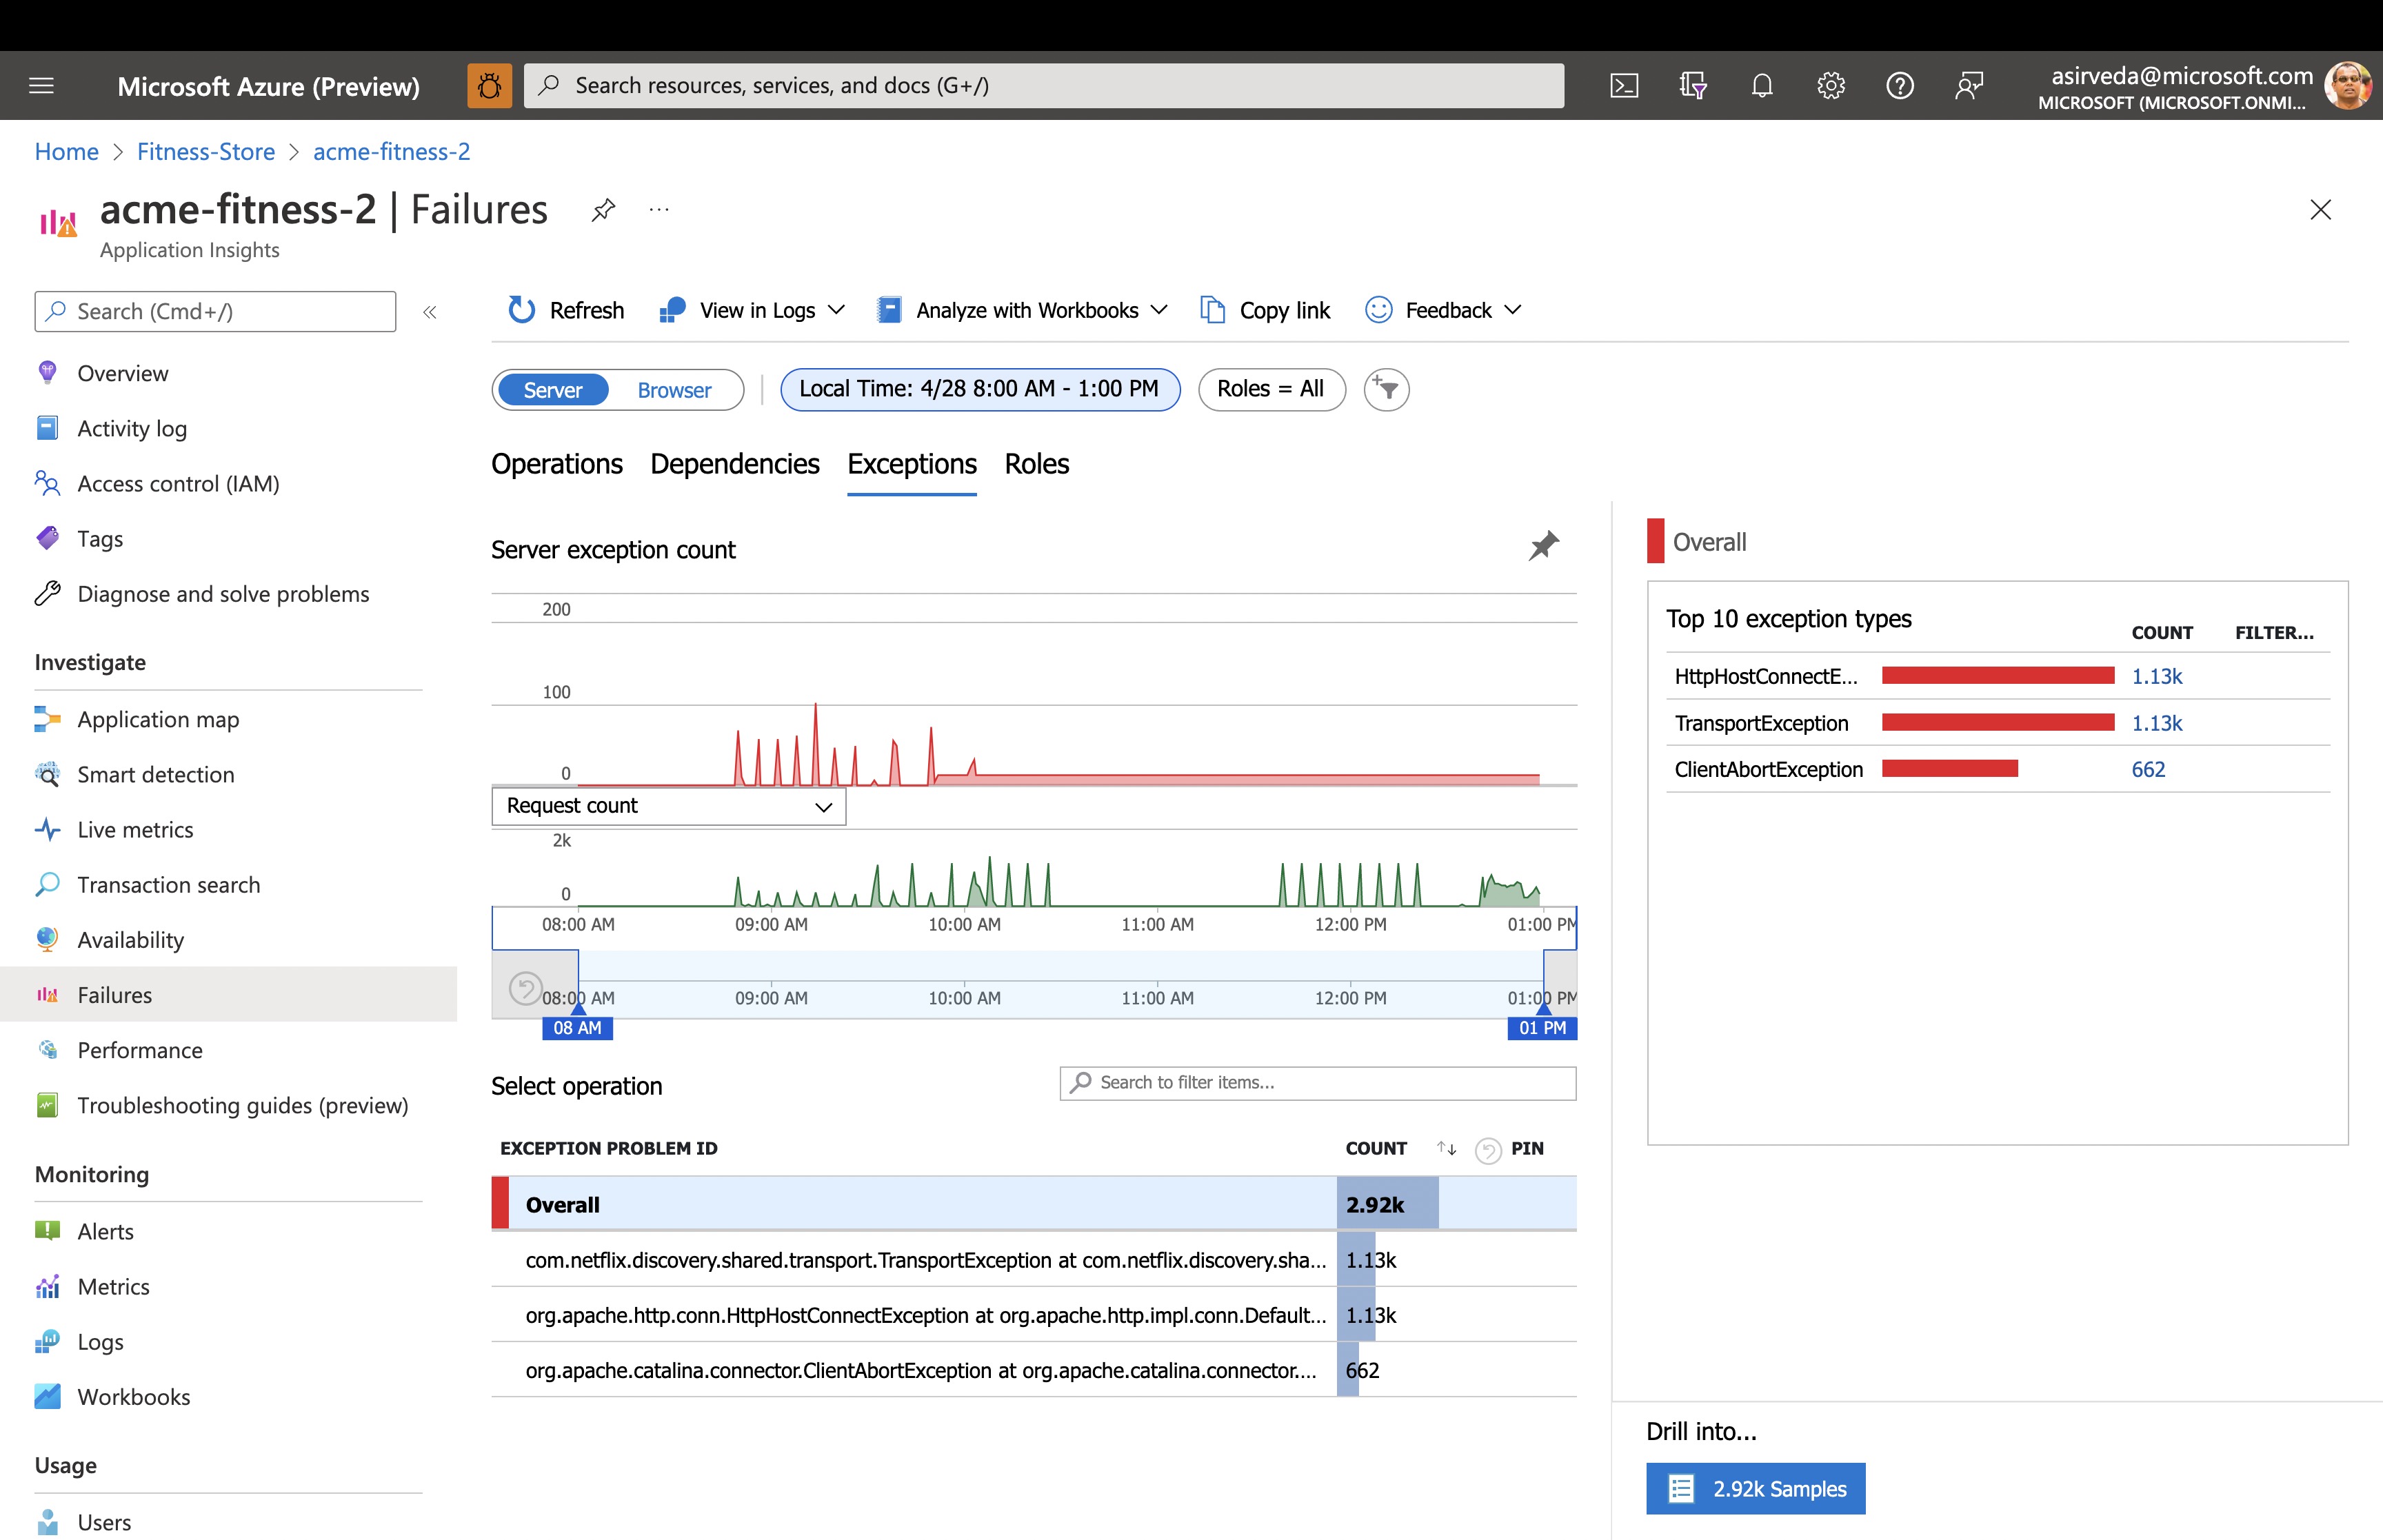 Microsoft Azure (Preview)
Search resources, services, and docs (G+/)
asirveda@microsoft.com
MICROSOFT (MICROSOFT.ONMI...
Home > Fitness-Store > acme-fitness-2
acme-fitness-2 | Failures
...
Application Insights
Search (Cmd+/)
Overview
Activity log
Access control (IAM)
Tags
Diagnose and solve problems
Investigate
Application map
Smart detection
Live metrics
Transaction search
Availability
Failures
Performance
Troubleshooting guides (preview)
Monitoring
Alerts
Metrics
Logs
Workbooks
Usage
Users
Refresh
View in Logs
Analyze with Workbooks
Copy link
Feedback
Server
Browser
Local Time: 4/28 8:00 AM - 1:00 PM
Roles = All
Operations
Dependencies
Exceptions
Roles
Server exception count
200
100
0
Request count
2k
0
08:00 AM 09:00 AM 10:00 AM 11:00 AM 12:00 PM 01:00 PM
08:00 AM 09:00 AM 10:00 AM 11:00 AM 12:00 PM 01:00 PM
08 AM 01 PM
Select operation
Search to filter items...
EXCEPTION PROBLEM ID COUNT PIN
Overall 2.92k
com.netflix.discovery.shared.transport.TransportException at com.netflix.discovery.sha... 1.13k
org.apache.http.conn.HttpHostConnectException at org.apache.http.impl.conn.Default... 1.13k
org.apache.catalina.connector.ClientAbortException at org.apache.catalina.connector.... 662
Overall
Top 10 exception types
COUNT FILTER...
HttpHostConnectE... 1.13k
TransportException 1.13k
ClientAbortException 662
Drill into...
2.92k Samples